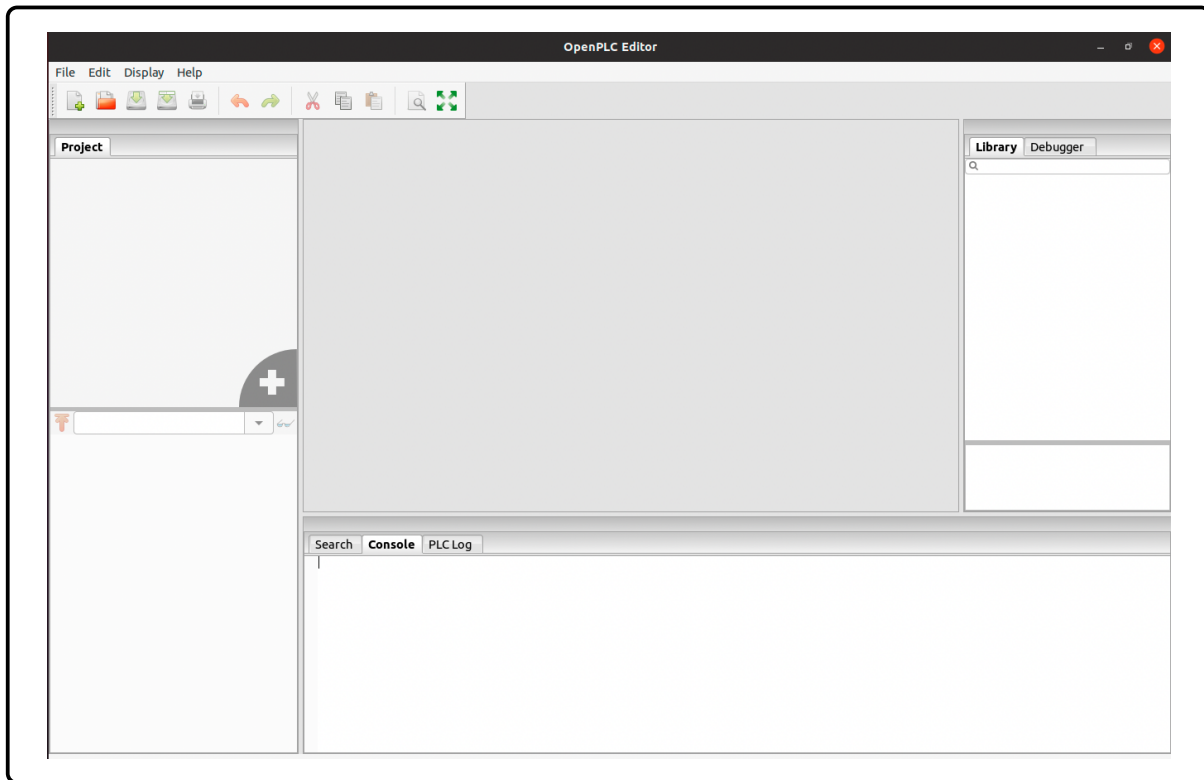 OpenPLC Editor
File Edit Display Help
Project
Library Debugger
Search Console PLC Log